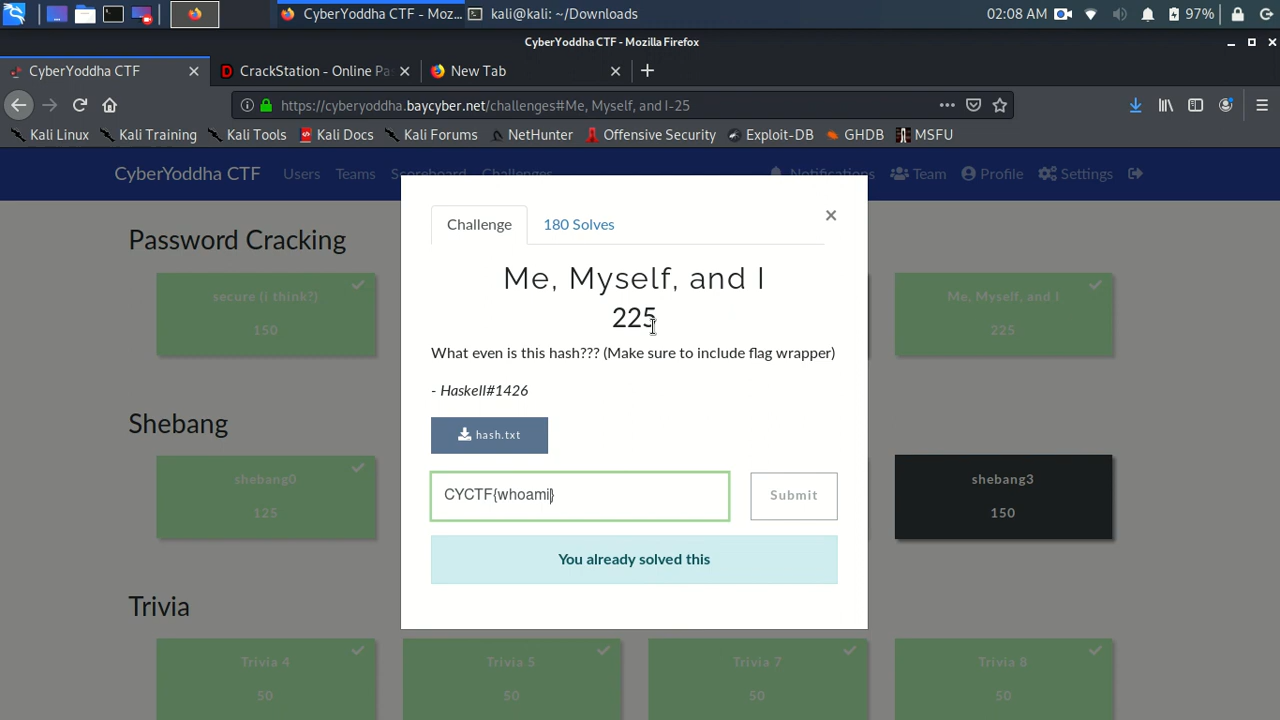 CyberYoddha CTF - Moz...
kali@kali: ~/Downloads
02:08 AM
97%
CyberYoddha CTF - Mozilla Firefox
CyberYoddha CTF
CrackStation - Online Pa
New Tab
https://cyberyoddha.baycyber.net/challenges#Me, Myself, and I-25
Kali Linux
Kali Training
Kali Tools
Kali Docs
Kali Forums
NetHunter
Offensive Security
Exploit-DB
GHDB
MSFU
CyberYoddha CTF
Users
Teams
Scoreboard
Challenges
Notifications
Team
Profile
Settings
Challenge
180 Solves
×
Me, Myself, and I
225
What even is this hash??? (Make sure to include flag wrapper)
- Haskell#1426
hash.txt
CYCTF{whoami}
Submit
You already solved this
Password Cracking
secure (i think?)
150
Me, Myself, and I
225
Shebang
shebang0
125
shebang3
150
Trivia
Trivia 4
50
Trivia 5
50
Trivia 7
50
Trivia 8
50